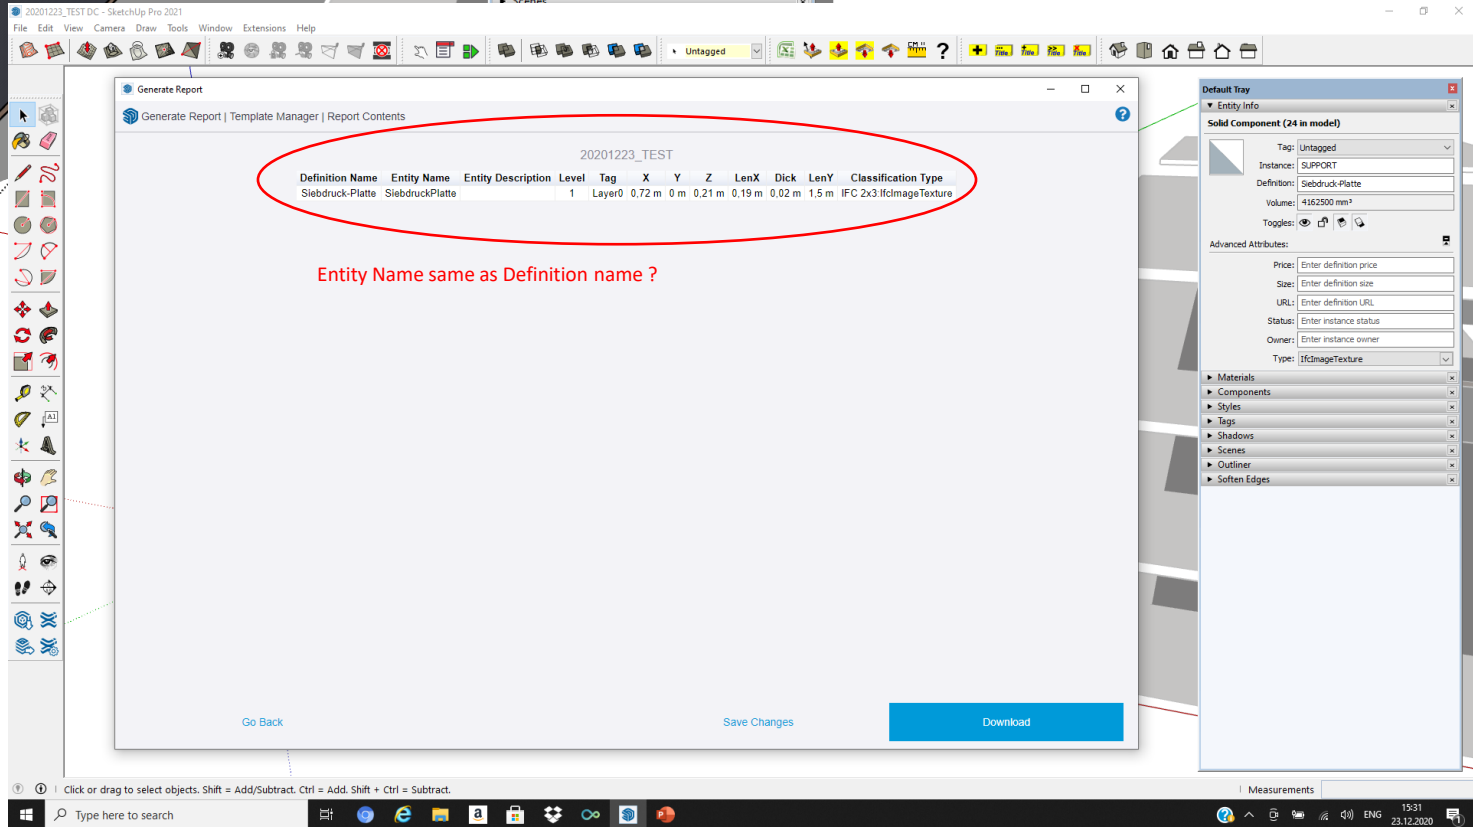 Scenes
20201223_TEST DC - SketchUp Pro 2021
File Edit View Camera Draw Tools Window Extensions Help
Untagged
?
Title Title Title Title
Generate Report
Generate Report | Template Manager | Report Contents
20201223_TEST
Definition Name Entity Name Entity Description Level Tag X Y Z LenX Dick LenY Classification Type
Siebdruck-Platte SiebdruckPlatte 1 Layer0 0,72 m 0 m 0,21 m 0,19 m 0,02 m 1,5 m IFC 2x3:IfcImageTexture
Entity Name same as Definition name ?
Go Back
Save Changes
Download
Default Tray
Entity Info
Solid Component (24 in model)
Tag: Untagged
Instance: SUPPORT
Definition: Siebdruck-Platte
Volume: 4162500 mm³
Toggles:
Advanced Attributes:
Price: Enter definition price
Size: Enter definition size
URL: Enter definition URL
Status: Enter instance status
Owner: Enter instance owner
Type: IfcImageTexture
Materials
Components
Styles
Tags
Shadows
Scenes
Outliner
Soften Edges
Click or drag to select objects. Shift = Add/Subtract. Ctrl = Add. Shift + Ctrl = Subtract.
Measurements
Type here to search
ENG
15:31
23.12.2020